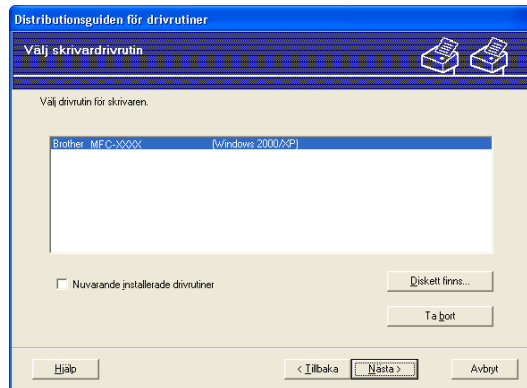 Distributionsguiden för drivrutiner
Välj skrivardrivrutin
Välj drivrutin för skrivaren.
Brother MFC-XXXX (Windows 2000/XP)
Nuvarande installerade drivrutiner
Diskett finns...
Ta bort
Hjälp
< Tillbaka
Nästa >
Avbryt